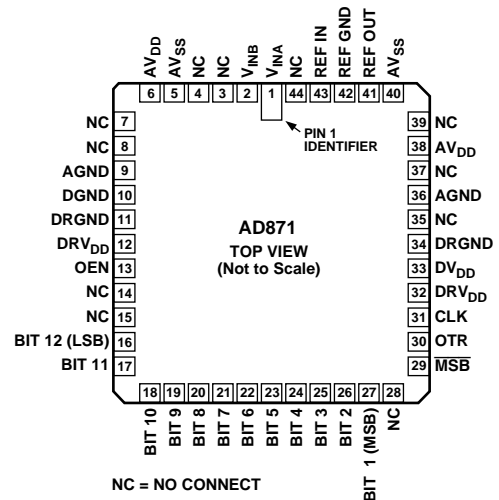 AVDD
AVSS
NC
NC
VINB
VINA
NC
REF IN
REF GND
REF OUT
AVSS
6 5 4 3 2 1 44 43 42 41 40
PIN 1
IDENTIFIER
NC 7
NC 8
AGND 9
DGND 10
DRGND 11
DRVDD 12
OEN 13
NC 14
NC 15
BIT 12 (LSB) 16
BIT 11 17
AD871
TOP VIEW
(Not to Scale)
39 NC
38 AVDD
37 NC
36 AGND
35 NC
34 DRGND
33 DVDD
32 DRVDD
31 CLK
30 OTR
29 MSB
18 19 20 21 22 23 24 25 26 27 28
BIT 10
BIT 9
BIT 8
BIT 7
BIT 6
BIT 5
BIT 4
BIT 3
BIT 2
BIT 1 (MSB)
NC
NC = NO CONNECT